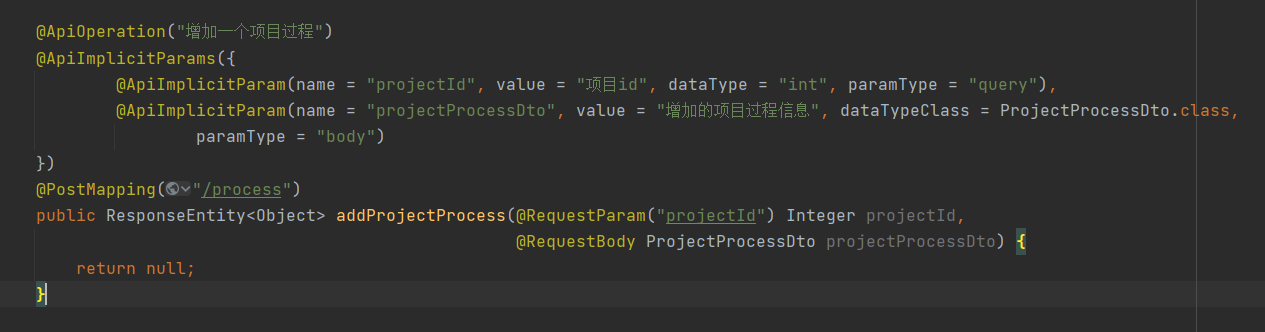 @ApiOperation("增加一个项目过程")
@ApiImplicitParams({
@ApiImplicitParam(name = "projectId", value = "项目id", dataType = "int", paramType = "query"),
@ApiImplicitParam(name = "projectProcessDto", value = "增加的项目过程信息", dataTypeClass = ProjectProcessDto.class,
paramType = "body")
})
@PostMapping("/process")
public ResponseEntity<Object> addProjectProcess(@RequestParam("projectId") Integer projectId,
@RequestBody ProjectProcessDto projectProcessDto) {
return null;
}